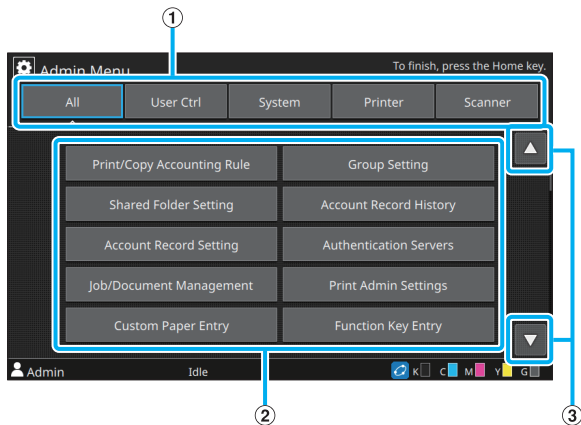 1
Admin Menu
To finish, press the Home key.
All User Ctrl System Printer Scanner
Print/Copy Accounting Rule Group Setting
Shared Folder Setting Account Record History
Account Record Setting Authentication Servers
Job/Document Management Print Admin Settings
Custom Paper Entry Function Key Entry
Admin Idle K C M Y G
2 3